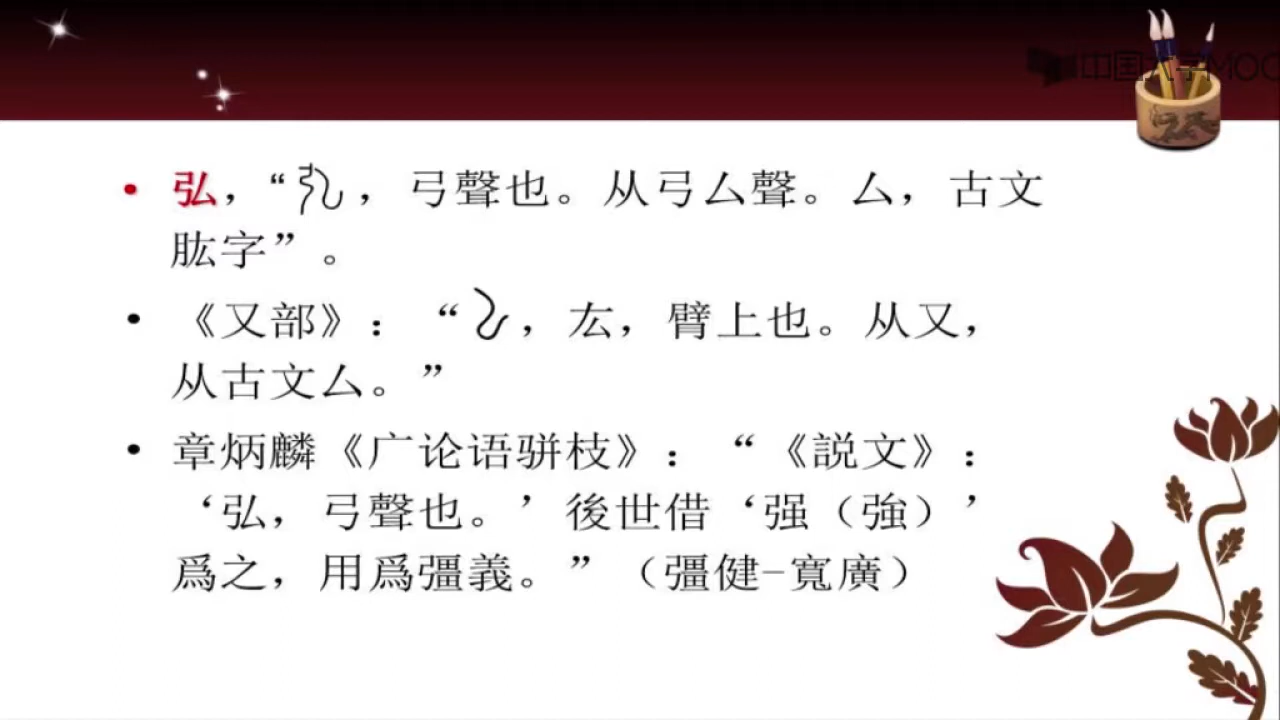 中国大学MOO
弘，“，弓聲也。从弓厶聲。厶，古文
肱字”。
《又部》：“，厷，臂上也。从又，
从古文厶。”
章炳麟《广论语骈枝》：“《説文》：
‘弘，弓聲也。’後世借‘强（強）’
爲之，用爲彊義。”（彊健-寬廣）